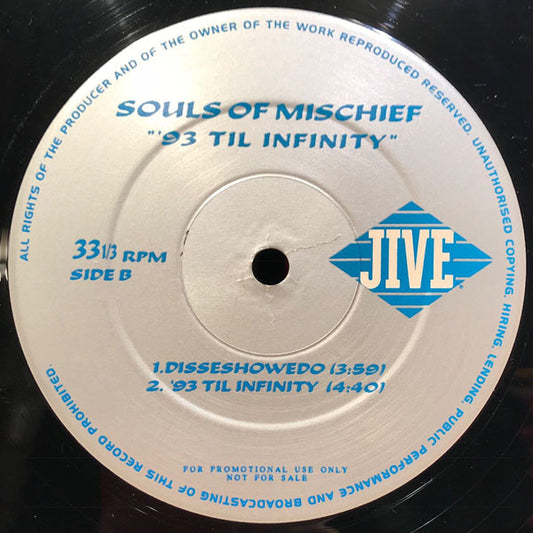 ALL RIGHTS OF THE PRODUCER AND OF THE OWNER OF THE WORK REPRODUCED RESERVED. UNAUTHORISED COPYING, HIRING, LENDING, PUBLIC PERFORMANCE AND BROADCASTING OF THIS RECORD PROHIBITED.
SOULS OF MISCHIEF
"'93 TIL INFINITY"
33 1/3 RPM
SIDE B
JIVE
1.DISSESHOWEDO (3:59)
2. '93 TIL INFINITY (4:40)
FOR PROMOTIONAL USE ONLY
NOT FOR SALE